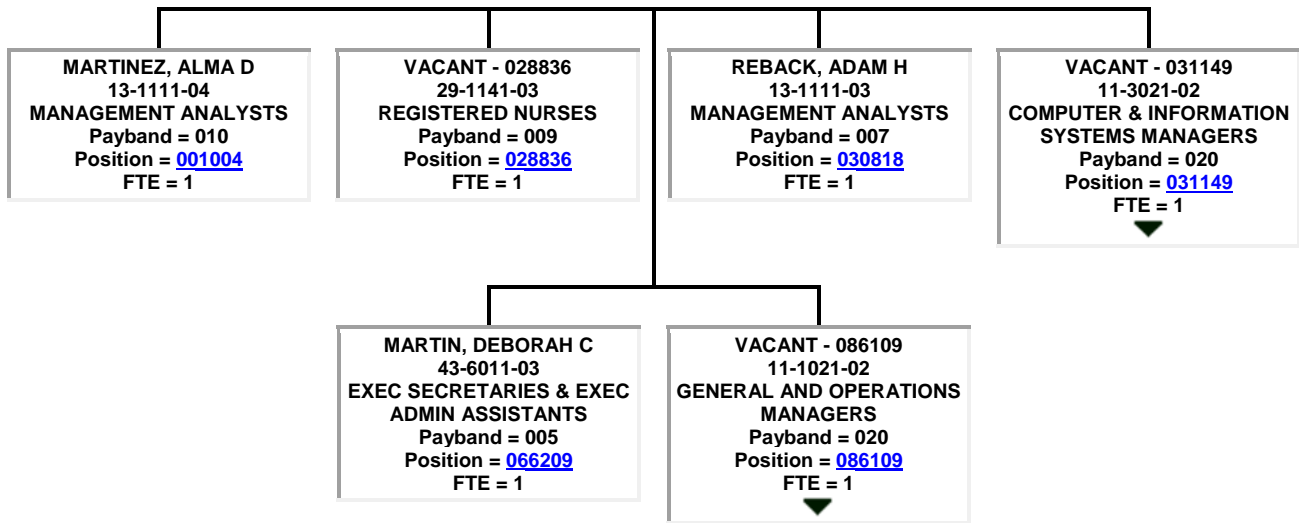 MARTINEZ, ALMA D
13-1111-04
MANAGEMENT ANALYSTS
Payband = 010
Position = 001004
FTE = 1
VACANT - 028836
29-1141-03
REGISTERED NURSES
Payband = 009
Position = 028836
FTE = 1
REBACK, ADAM H
13-1111-03
MANAGEMENT ANALYSTS
Payband = 007
Position = 030818
FTE = 1
VACANT - 031149
11-3021-02
COMPUTER & INFORMATION
SYSTEMS MANAGERS
Payband = 020
Position = 031149
FTE = 1
MARTIN, DEBORAH C
43-6011-03
EXEC SECRETARIES & EXEC
ADMIN ASSISTANTS
Payband = 005
Position = 066209
FTE = 1
VACANT - 086109
11-1021-02
GENERAL AND OPERATIONS
MANAGERS
Payband = 020
Position = 086109
FTE = 1